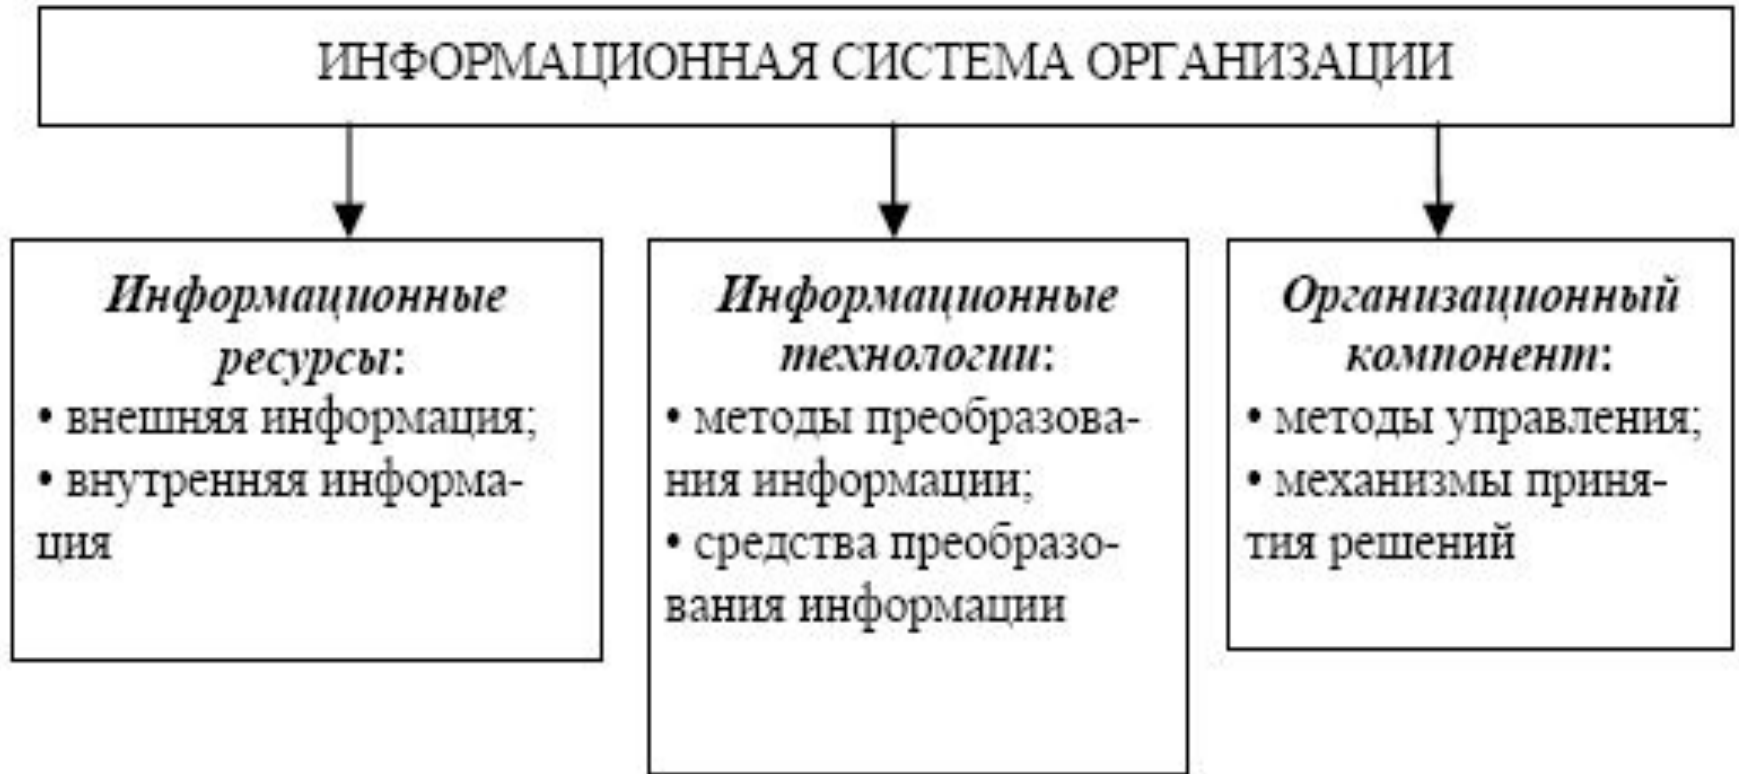 ИНФОРМАЦИОННАЯ СИСТЕМА ОРГАНИЗАЦИИ
Информационные
ресурсы:
• внешняя информация;
• внутренняя информа-
ция
Информационные
технологии:
• методы преобразова-
ния информации;
• средства преобразо-
вания информации
Организационный
компонент:
• методы управления;
• механизмы приня-
тия решений